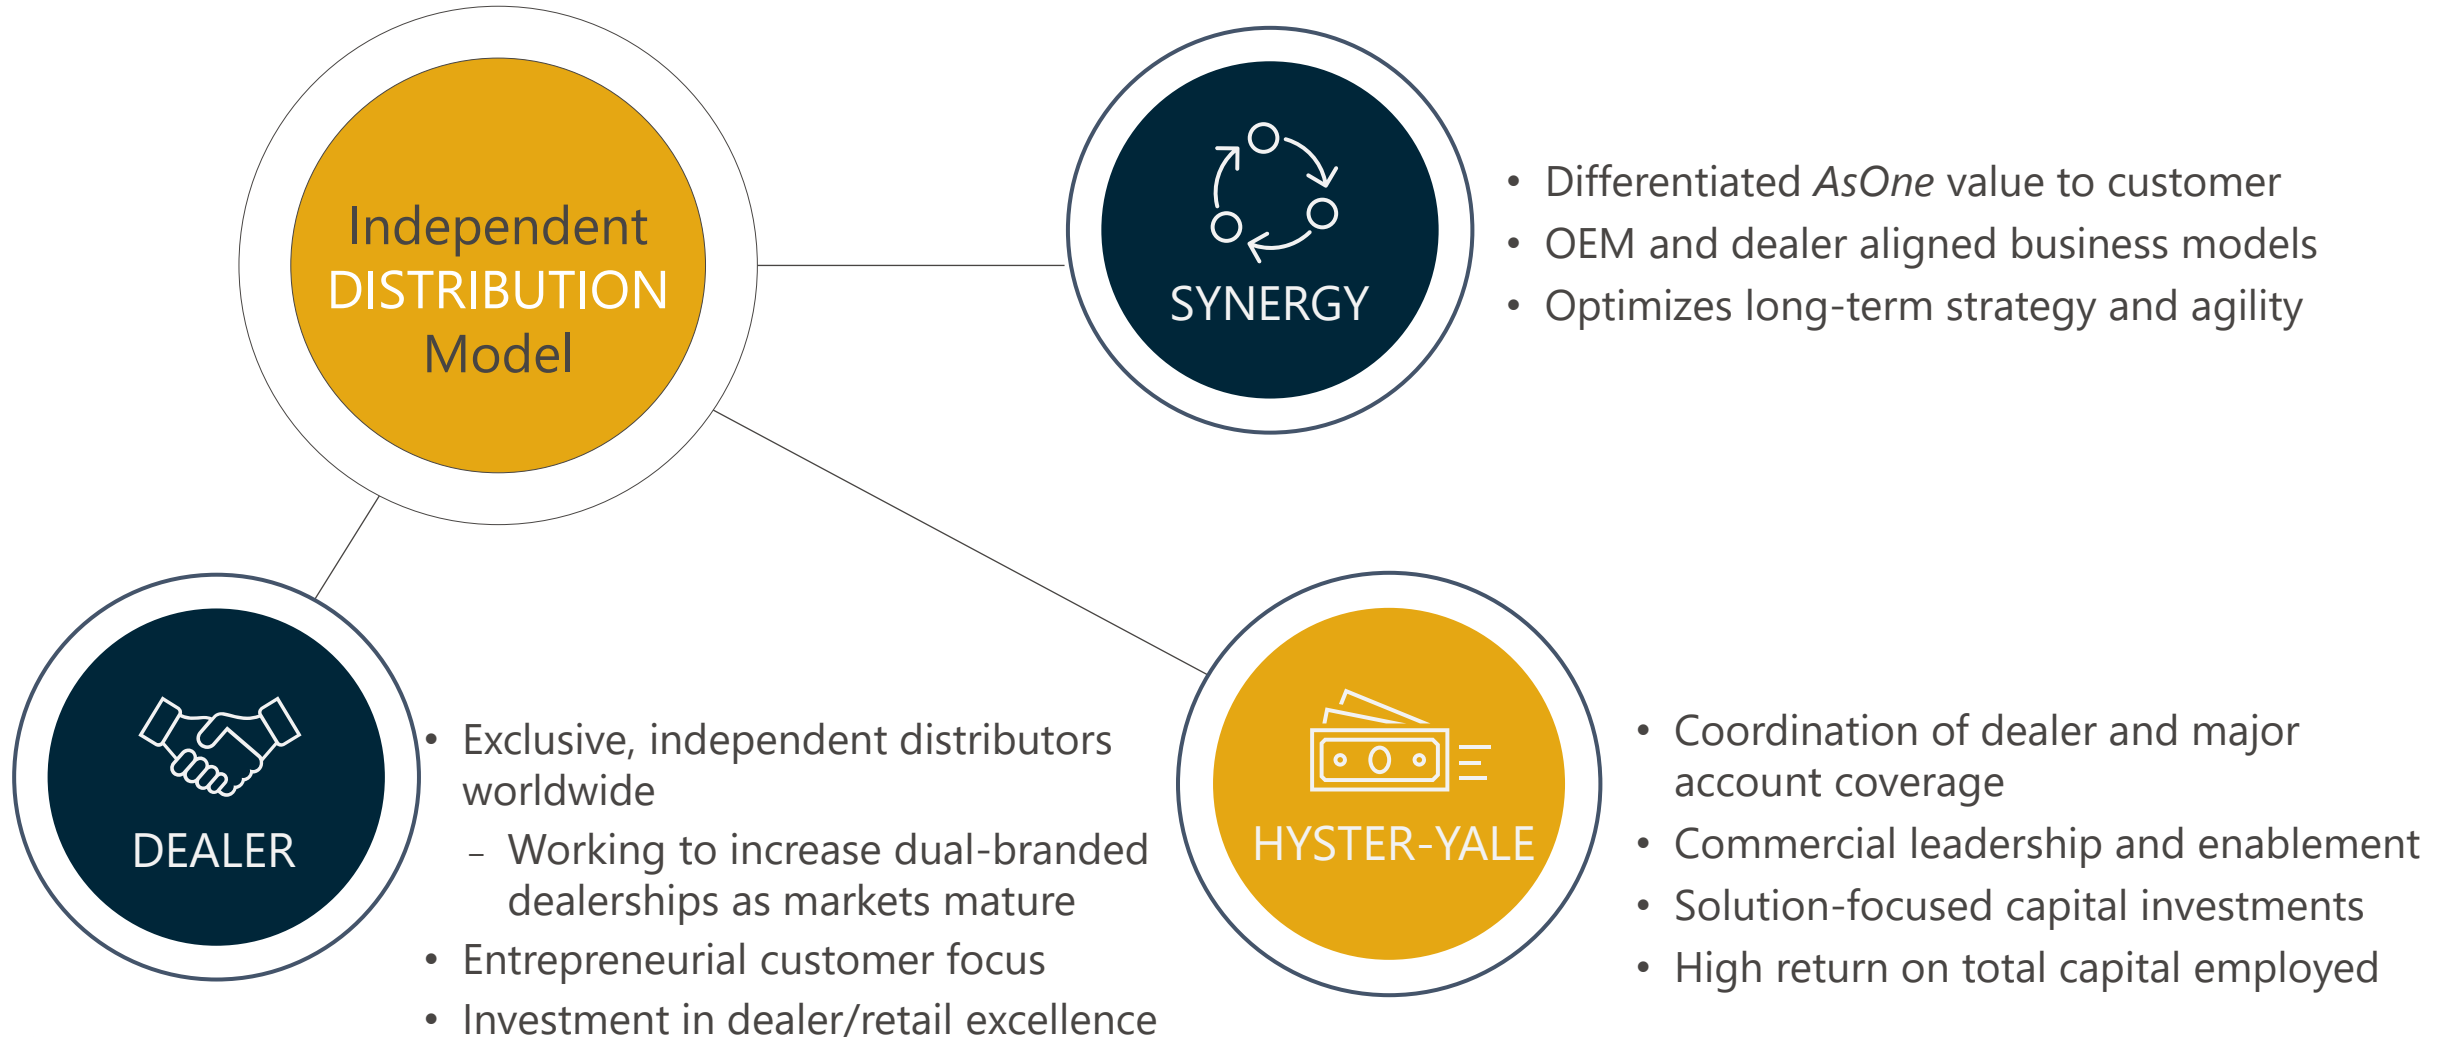 Independent
DISTRIBUTION
Model
SYNERGY
• Differentiated AsOne value to customer
• OEM and dealer aligned business models
• Optimizes long-term strategy and agility
DEALER
• Exclusive, independent distributors
worldwide
– Working to increase dual-branded
dealerships as markets mature
• Entrepreneurial customer focus
• Investment in dealer/retail excellence
HYSTER-YALE
• Coordination of dealer and major
account coverage
• Commercial leadership and enablement
• Solution-focused capital investments
• High return on total capital employed